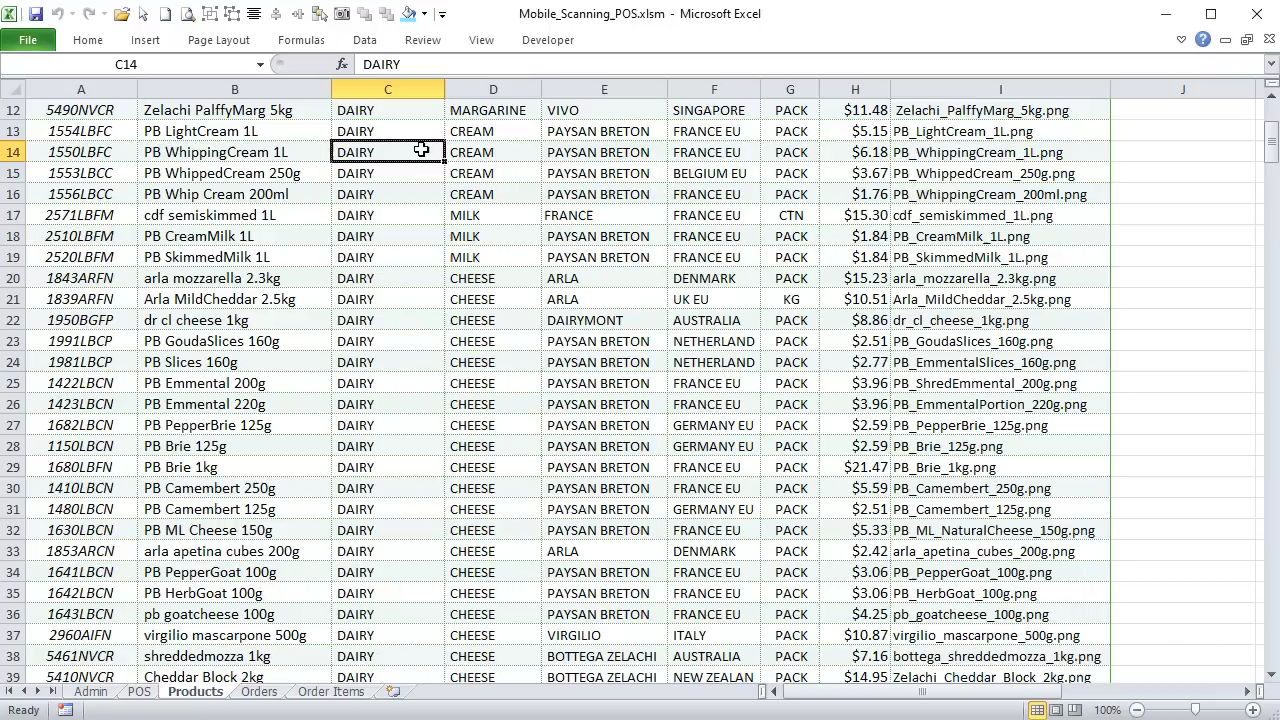 Mobile_Scanning_POS.xlsm - Microsoft Excel
File Home Insert Page Layout Formulas Data Review View Developer
C14 fx DAIRY
A B C D E F G H I J
12 5490NVCR Zelachi PalffyMarg 5kg DAIRY MARGARINE VIVO SINGAPORE PACK $11.48 Zelachi_PalffyMarg_5kg.png
13 1554LBFC PB LightCream 1L DAIRY CREAM PAYSAN BRETON FRANCE EU PACK $5.15 PB_LightCream_1L.png
14 1550LBFC PB WhippingCream 1L DAIRY CREAM PAYSAN BRETON FRANCE EU PACK $6.18 PB_WhippingCream_1L.png
15 1553LBCC PB WhippedCream 250g DAIRY CREAM PAYSAN BRETON BELGIUM EU PACK $3.67 PB_WhippedCream_250g.png
16 1556LBCC PB Whip Cream 200ml DAIRY CREAM PAYSAN BRETON FRANCE EU PACK $1.76 PB_WhippingCream_200ml.png
17 2571LBFM cdf semiskimmed 1L DAIRY MILK FRANCE FRANCE EU CTN $15.30 cdf_semiskimmed_1L.png
18 2510LBFM PB CreamMilk 1L DAIRY MILK PAYSAN BRETON FRANCE EU PACK $1.84 PB_CreamMilk_1L.png
19 2520LBFM PB SkimmedMilk 1L DAIRY MILK PAYSAN BRETON FRANCE EU PACK $1.84 PB_SkimmedMilk_1L.png
20 1843ARFN arla mozzarella 2.3kg DAIRY CHEESE ARLA DENMARK PACK $15.23 arla_mozzarella_2.3kg.png
21 1839ARFN Arla MildCheddar 2.5kg DAIRY CHEESE ARLA UK EU KG $10.51 Arla_MildCheddar_2.5kg.png
22 1950BGFP dr cl cheese 1kg DAIRY CHEESE DAIRYMONT AUSTRALIA PACK $8.86 dr_cl_cheese_1kg.png
23 1991LBCP PB GoudaSlices 160g DAIRY CHEESE PAYSAN BRETON NETHERLAND PACK $2.51 PB_GoudaSlices_160g.png
24 1981LBCP PB Slices 160g DAIRY CHEESE PAYSAN BRETON NETHERLAND PACK $2.77 PB_EmmentalSlices_160g.png
25 1422LBCN PB Emmental 200g DAIRY CHEESE PAYSAN BRETON FRANCE EU PACK $3.96 PB_ShredEmmental_200g.png
26 1423LBCN PB Emmental 220g DAIRY CHEESE PAYSAN BRETON FRANCE EU PACK $3.96 PB_EmmentalPortion_220g.png
27 1682LBCN PB PepperBrie 125g DAIRY CHEESE PAYSAN BRETON GERMANY EU PACK $2.59 PB_PepperBrie_125g.png
28 1150LBCN PB Brie 125g DAIRY CHEESE PAYSAN BRETON GERMANY EU PACK $2.59 PB_Brie_125g.png
29 1680LBFN PB Brie 1kg DAIRY CHEESE PAYSAN BRETON FRANCE EU PACK $21.47 PB_Brie_1kg.png
30 1410LBCN PB Camembert 250g DAIRY CHEESE PAYSAN BRETON FRANCE EU PACK $5.59 PB_Camembert_250g.png
31 1480LBCN PB Camembert 125g DAIRY CHEESE PAYSAN BRETON GERMANY EU PACK $2.51 PB_Camembert_125g.png
32 1630LBCN PB ML Cheese 150g DAIRY CHEESE PAYSAN BRETON FRANCE EU PACK $5.33 PB_ML_NaturalCheese_150g.png
33 1853ARCN arla apetina cubes 200g DAIRY CHEESE ARLA DENMARK PACK $2.42 arla_apetina_cubes_200g.png
34 1641LBCN PB PepperGoat 100g DAIRY CHEESE PAYSAN BRETON FRANCE EU PACK $3.06 PB_PepperGoat_100g.png
35 1642LBCN PB HerbGoat 100g DAIRY CHEESE PAYSAN BRETON FRANCE EU PACK $3.06 PB_HerbGoat_100g.png
36 1643LBCN pb goatcheese 100g DAIRY CHEESE PAYSAN BRETON FRANCE EU PACK $4.25 pb_goatcheese_100g.png
37 2960AIFN virgilio mascarpone 500g DAIRY CHEESE VIRGILIO ITALY PACK $10.87 virgilio_mascarpone_500g.png
38 5461NVCR shreddedmozza 1kg DAIRY CHEESE BOTTEGA ZELACHI AUSTRALIA PACK $7.16 bottega_shreddedmozza_1kg.png
39 5410NVCR Cheddar Block 2kg DAIRY CHEESE BOTTEGA ZELACHI NEW ZEALAN PACK $14.95 Zelachi_Cheddar_Block_2kg.png
Admin POS Products Orders Order Items
Ready 100%